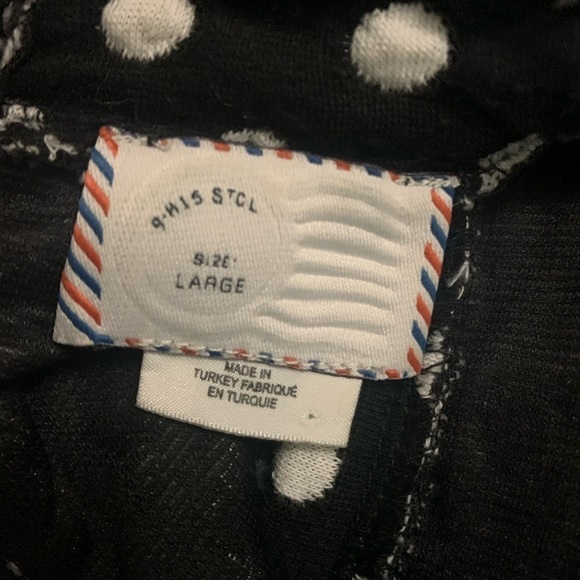 9-H15 STCL
SIZE:
LARGE
MADE IN
TURKEY FABRIQUÉ
EN TURQUIE